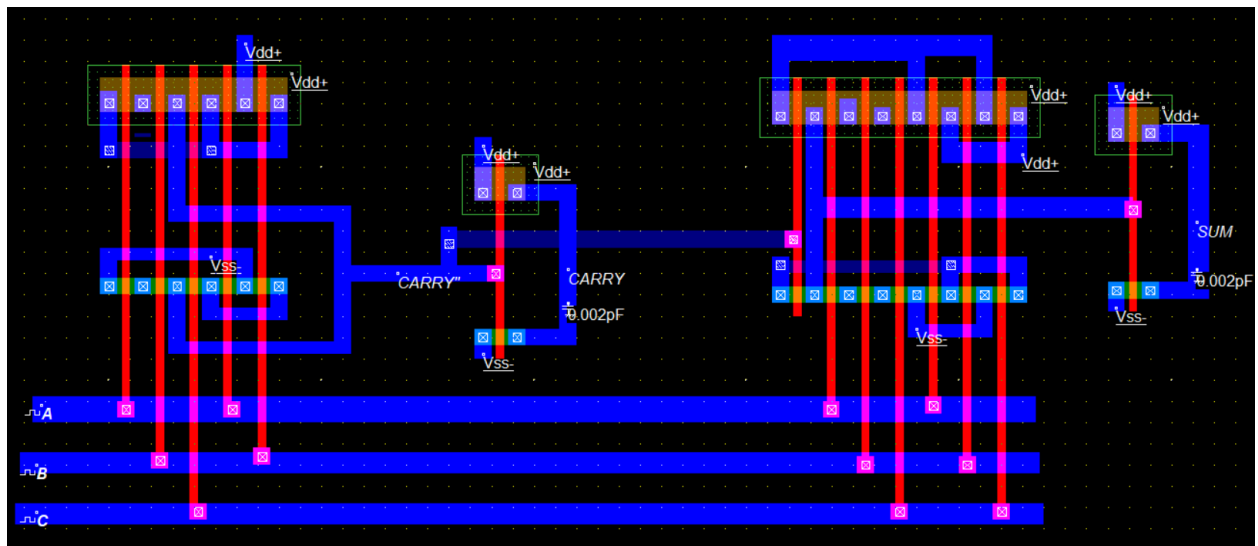 Vdd+
Vdd+
Vss-
CARRY"
Vdd+
Vdd+
CARRY
0.002pF
Vss-
Vdd+
Vdd+
Vss-
Vdd+
Vdd+
SUM
0.002pF
Vss-
A
B
C